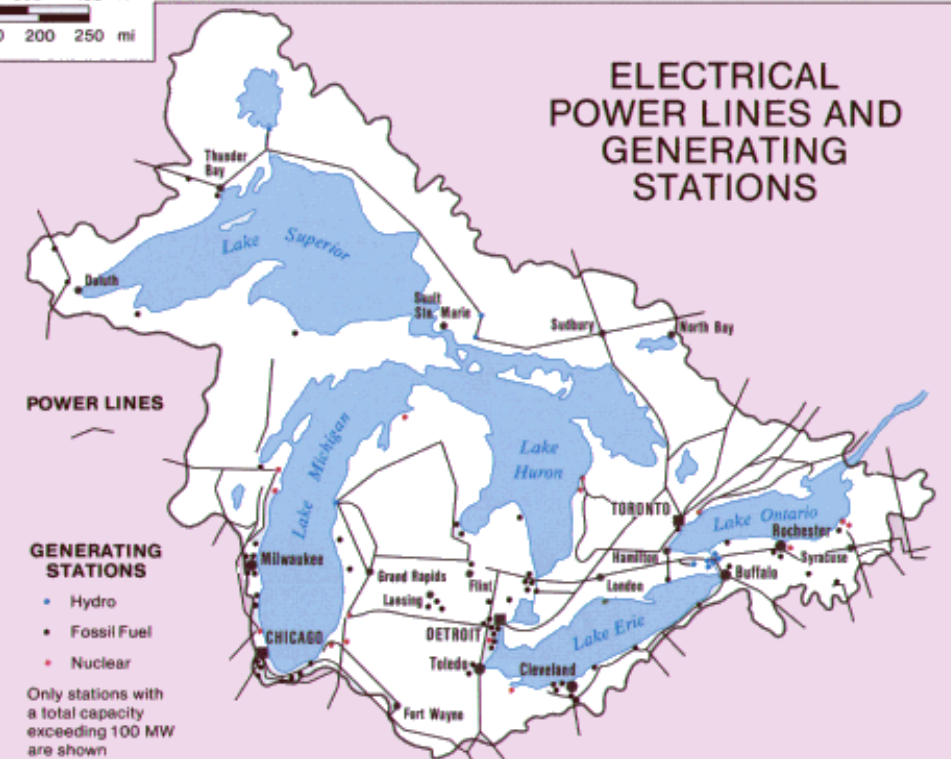 200 250 mi
ELECTRICAL
POWER LINES AND
GENERATING
STATIONS
Thunder
Bay
Lake Superior
Duluth
Sault
Ste. Marie
Sudbury
North Bay
POWER LINES
Lake Michigan
Lake
Huron
TORONTO
Lake Ontario
Rochester
Hamilton
Syracuse
GENERATING
STATIONS
Milwaukee
Grand Rapids
Flint
London
Buffalo
Lansing
Hydro
Fossil Fuel
Nuclear
CHICAGO
DETROIT
Lake Erie
Toledo
Cleveland
Fort Wayne
Only stations with
a total capacity
exceeding 100 MW
are shown